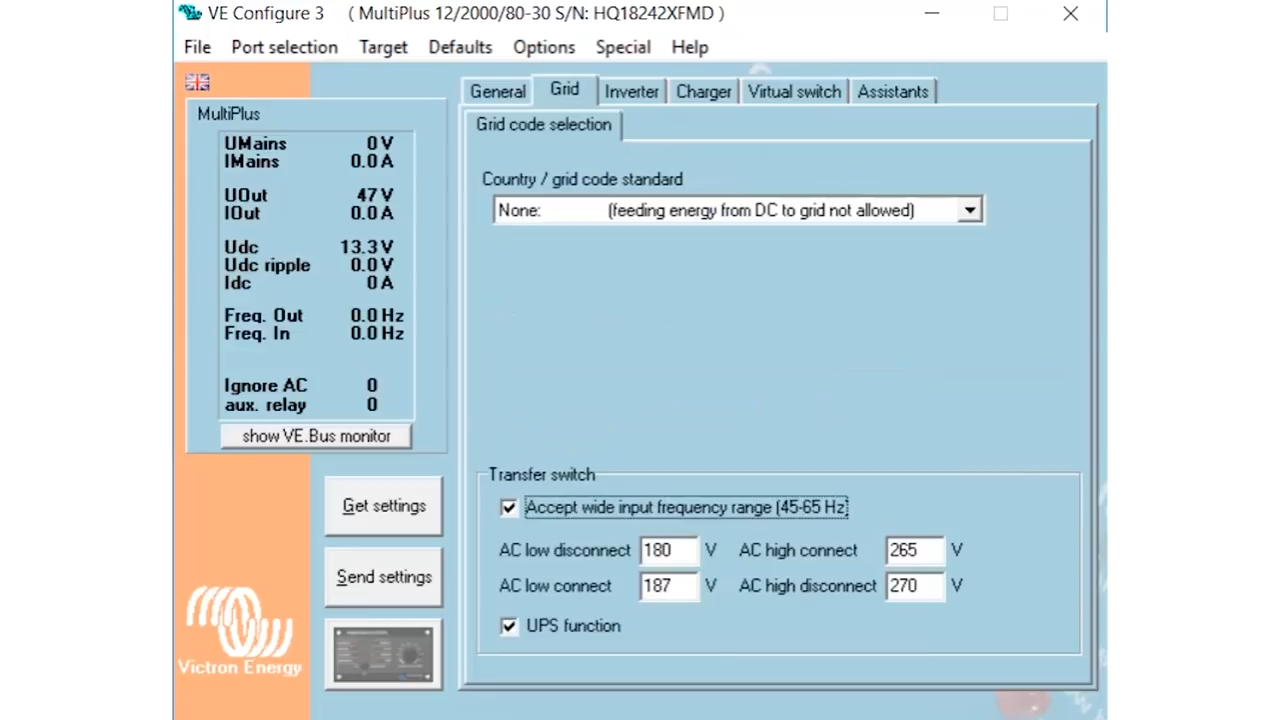 VE Configure 3 ( MultiPlus 12/2000/80-30 S/N: HQ18242XFMD )
File Port selection Target Defaults Options Special Help
General Grid Inverter Charger Virtual switch Assistants
MultiPlus
UMains 0 V
IMains 0.0 A
UOut 47 V
IOut 0.0 A
Udc 13.3 V
Udc ripple 0.0 V
Idc 0 A
Freq. Out 0.0 Hz
Freq. In 0.0 Hz
Ignore AC 0
aux. relay 0
show VE.Bus monitor
Get settings
Send settings
Victron Energy
Grid code selection
Country / grid code standard
None: (feeding energy from DC to grid not allowed)
Transfer switch
Accept wide input frequency range (45-65 Hz)
AC low disconnect 180 V AC high connect 265 V
AC low connect 187 V AC high disconnect 270 V
UPS function